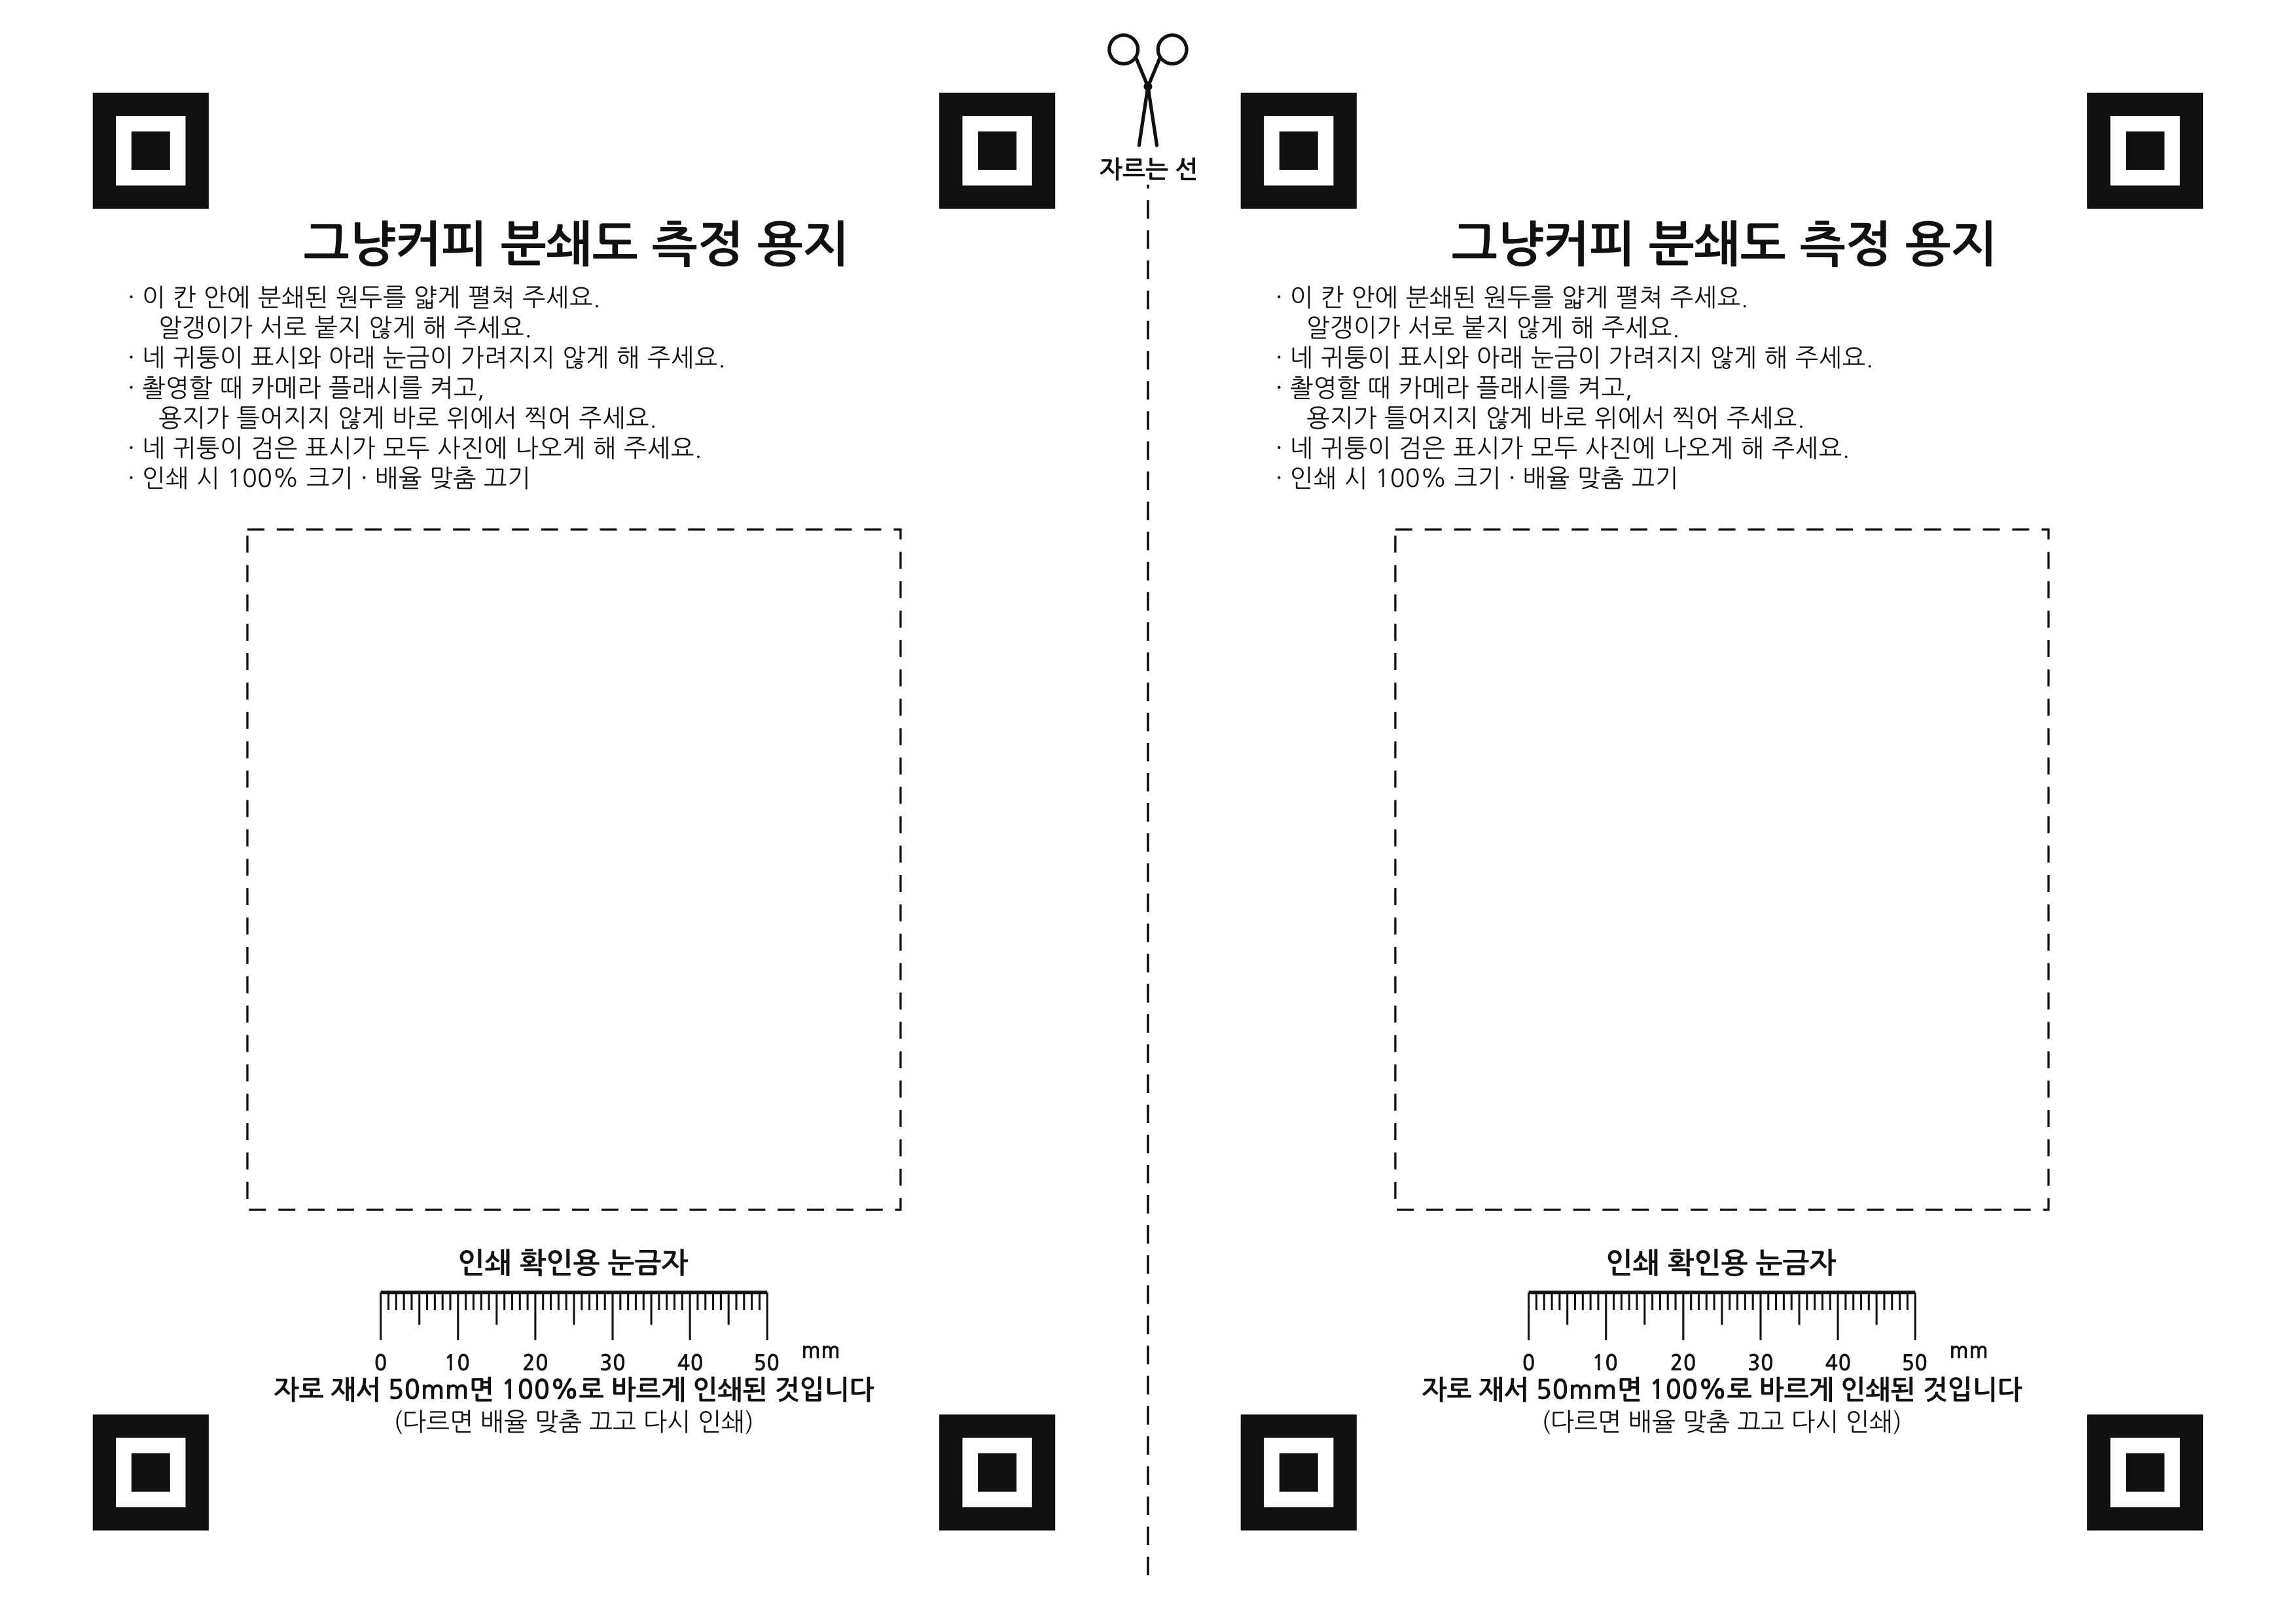 자르는 선
그냥커피 분쇄도 측정 용지
· 이 칸 안에 분쇄된 원두를 얇게 펼쳐 주세요.
알갱이가 서로 붙지 않게 해 주세요.
· 네 귀퉁이 표시와 아래 눈금이 가려지지 않게 해 주세요.
· 촬영할 때 카메라 플래시를 켜고,
용지가 틀어지지 않게 바로 위에서 찍어 주세요.
· 네 귀퉁이 검은 표시가 모두 사진에 나오게 해 주세요.
· 인쇄 시 100% 크기 · 배율 맞춤 끄기
인쇄 확인용 눈금자
0 10 20 30 40 50 mm
자로 재서 50mm면 100%로 바르게 인쇄된 것입니다
(다르면 배율 맞춤 끄고 다시 인쇄)
그냥커피 분쇄도 측정 용지
· 이 칸 안에 분쇄된 원두를 얇게 펼쳐 주세요.
알갱이가 서로 붙지 않게 해 주세요.
· 네 귀퉁이 표시와 아래 눈금이 가려지지 않게 해 주세요.
· 촬영할 때 카메라 플래시를 켜고,
용지가 틀어지지 않게 바로 위에서 찍어 주세요.
· 네 귀퉁이 검은 표시가 모두 사진에 나오게 해 주세요.
· 인쇄 시 100% 크기 · 배율 맞춤 끄기
인쇄 확인용 눈금자
0 10 20 30 40 50 mm
자로 재서 50mm면 100%로 바르게 인쇄된 것입니다
(다르면 배율 맞춤 끄고 다시 인쇄)